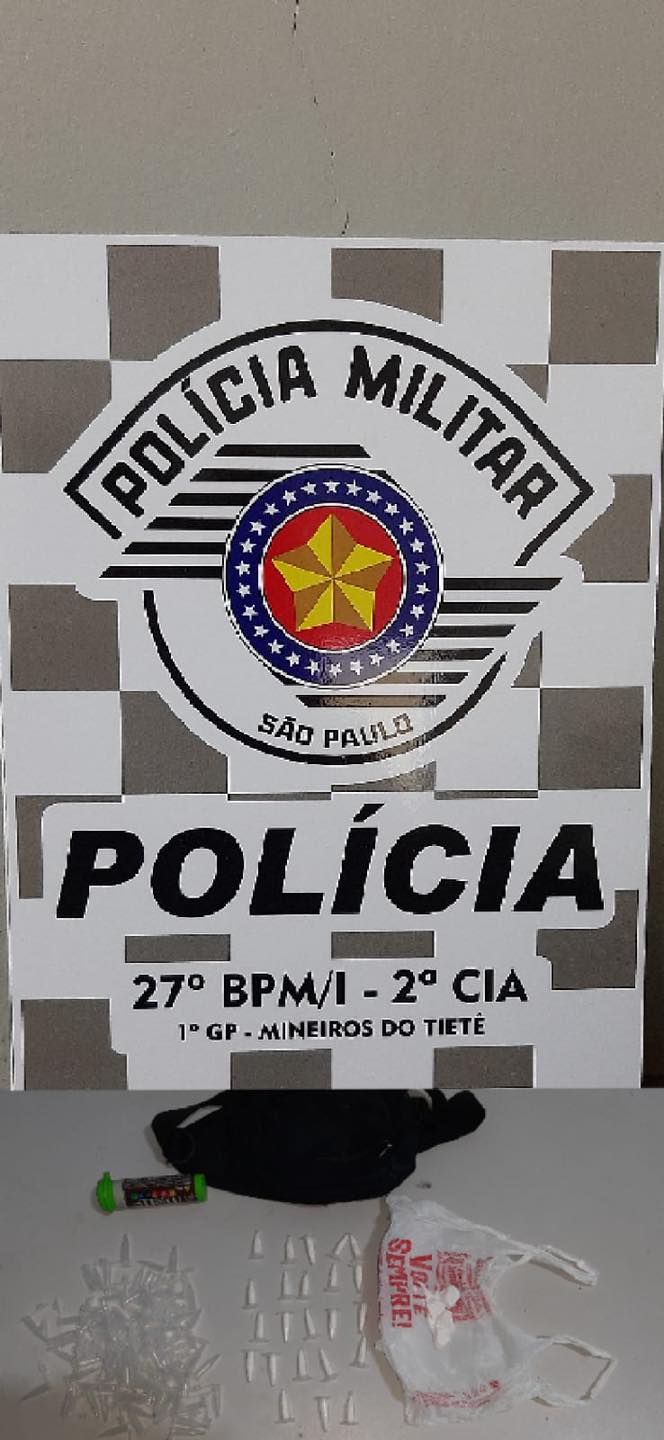 POLÍCIA MILITAR
SÃO PAULO
POLÍCIA
27º BPM/I - 2ª CIA
1º GP - MINEIROS DO TIETÊ
VOLTE
SEMPRE!